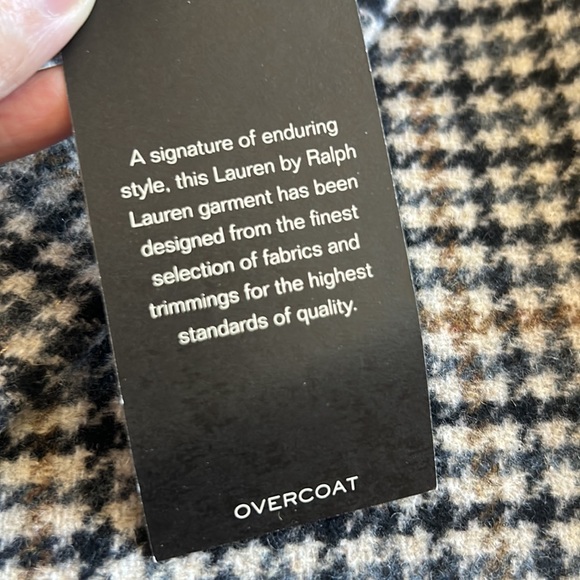 A signature of enduring
style, this Lauren by Ralph
Lauren garment has been
designed from the finest
selection of fabrics and
trimmings for the highest
standards of quality.
OVERCOAT